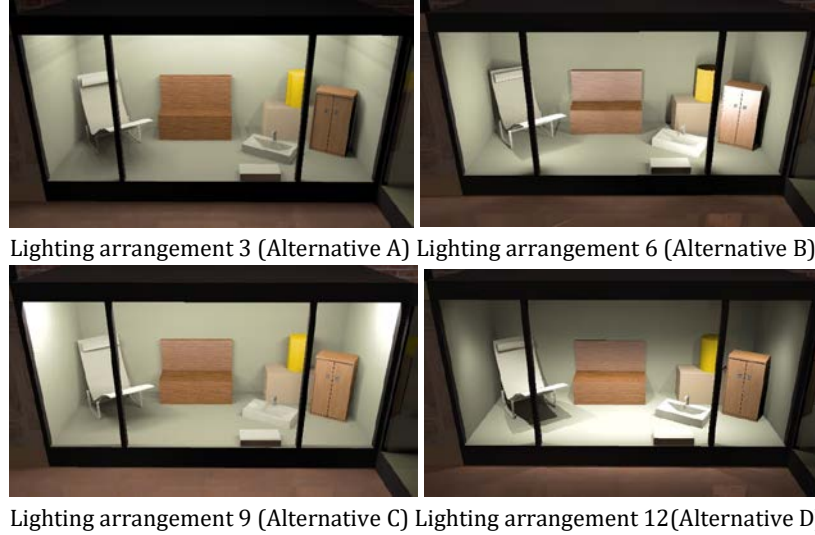 Lighting arrangement 3 (Alternative A) Lighting arrangement 6 (Alternative B)
Lighting arrangement 9 (Alternative C) Lighting arrangement 12(Alternative D